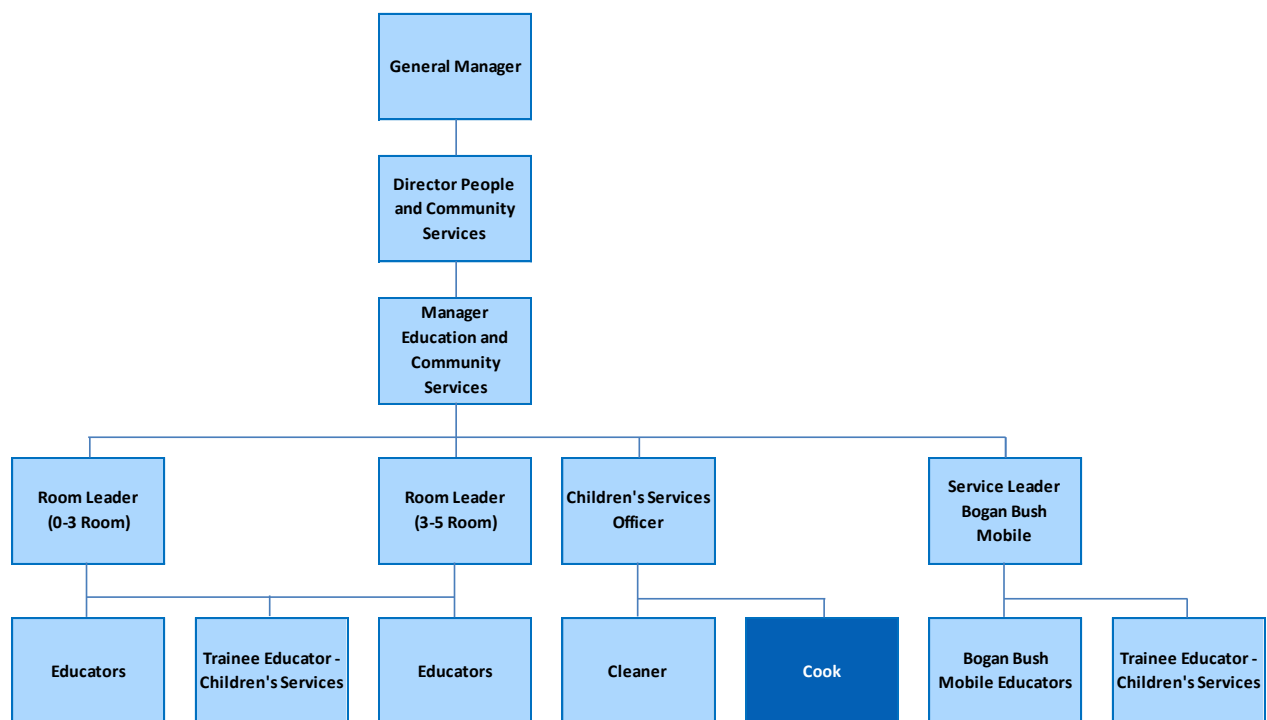 General Manager
Director People
and Community
Services
Manager
Education and
Community
Services
Room Leader
(0-3 Room)
Room Leader
(3-5 Room)
Children's Services
Officer
Service Leader
Bogan Bush
Mobile
Educators
Trainee Educator -
Children's Services
Educators
Cleaner
Cook
Bogan Bush
Mobile Educators
Trainee Educator -
Children's Services